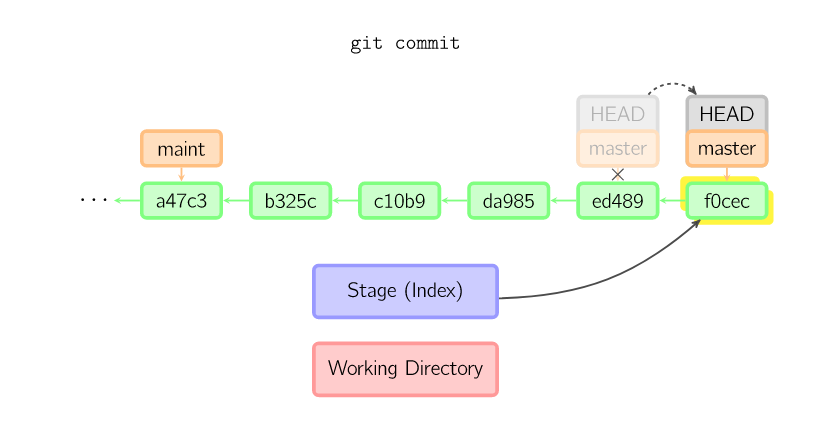 git commit
HEAD HEAD
maint master master
··· a47c3 b325c c10b9 da985 ed489 f0cec
Stage (Index)
Working Directory